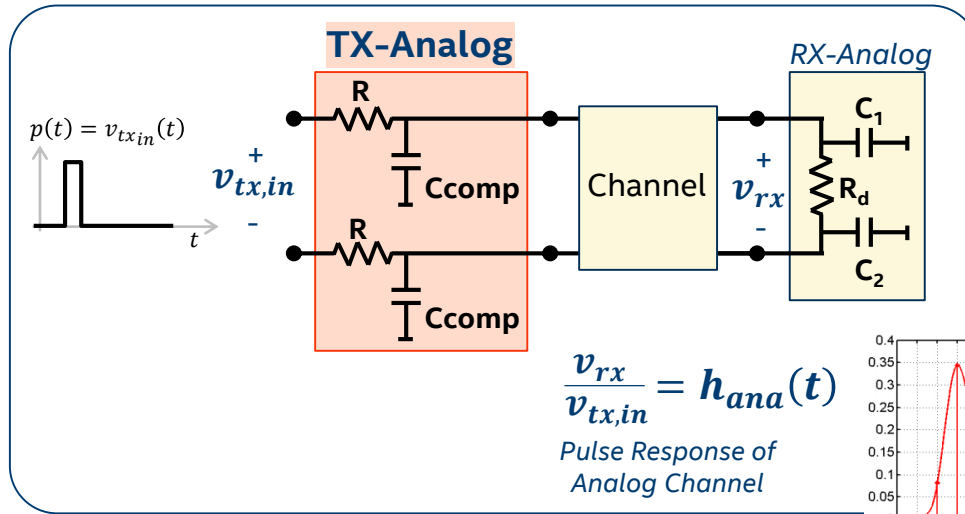 TX-Analog
RX-Analog
R
C₁
p(t) = v_{tx_{in}}(t)
+
v_{tx,in}
-
t
Ccomp
Channel
+
v_{rx}
-
R_d
R
C₂
Ccomp
v_{rx}/v_{tx,in} = h_{ana}(t)
Pulse Response of
Analog Channel
0.4
0.35
0.3
0.25
0.2
0.15
0.1
0.05